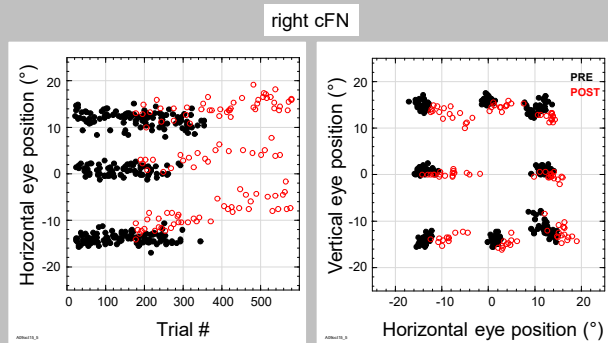 right cFN
Horizontal eye position (°)
20
10
0
-10
-20
0 100 200 300 400 500
Trial #
Vertical eye position (°)
20
10
0
-10
-20
PRE
POST
-20 -10 0 10 20
Horizontal eye position (°)